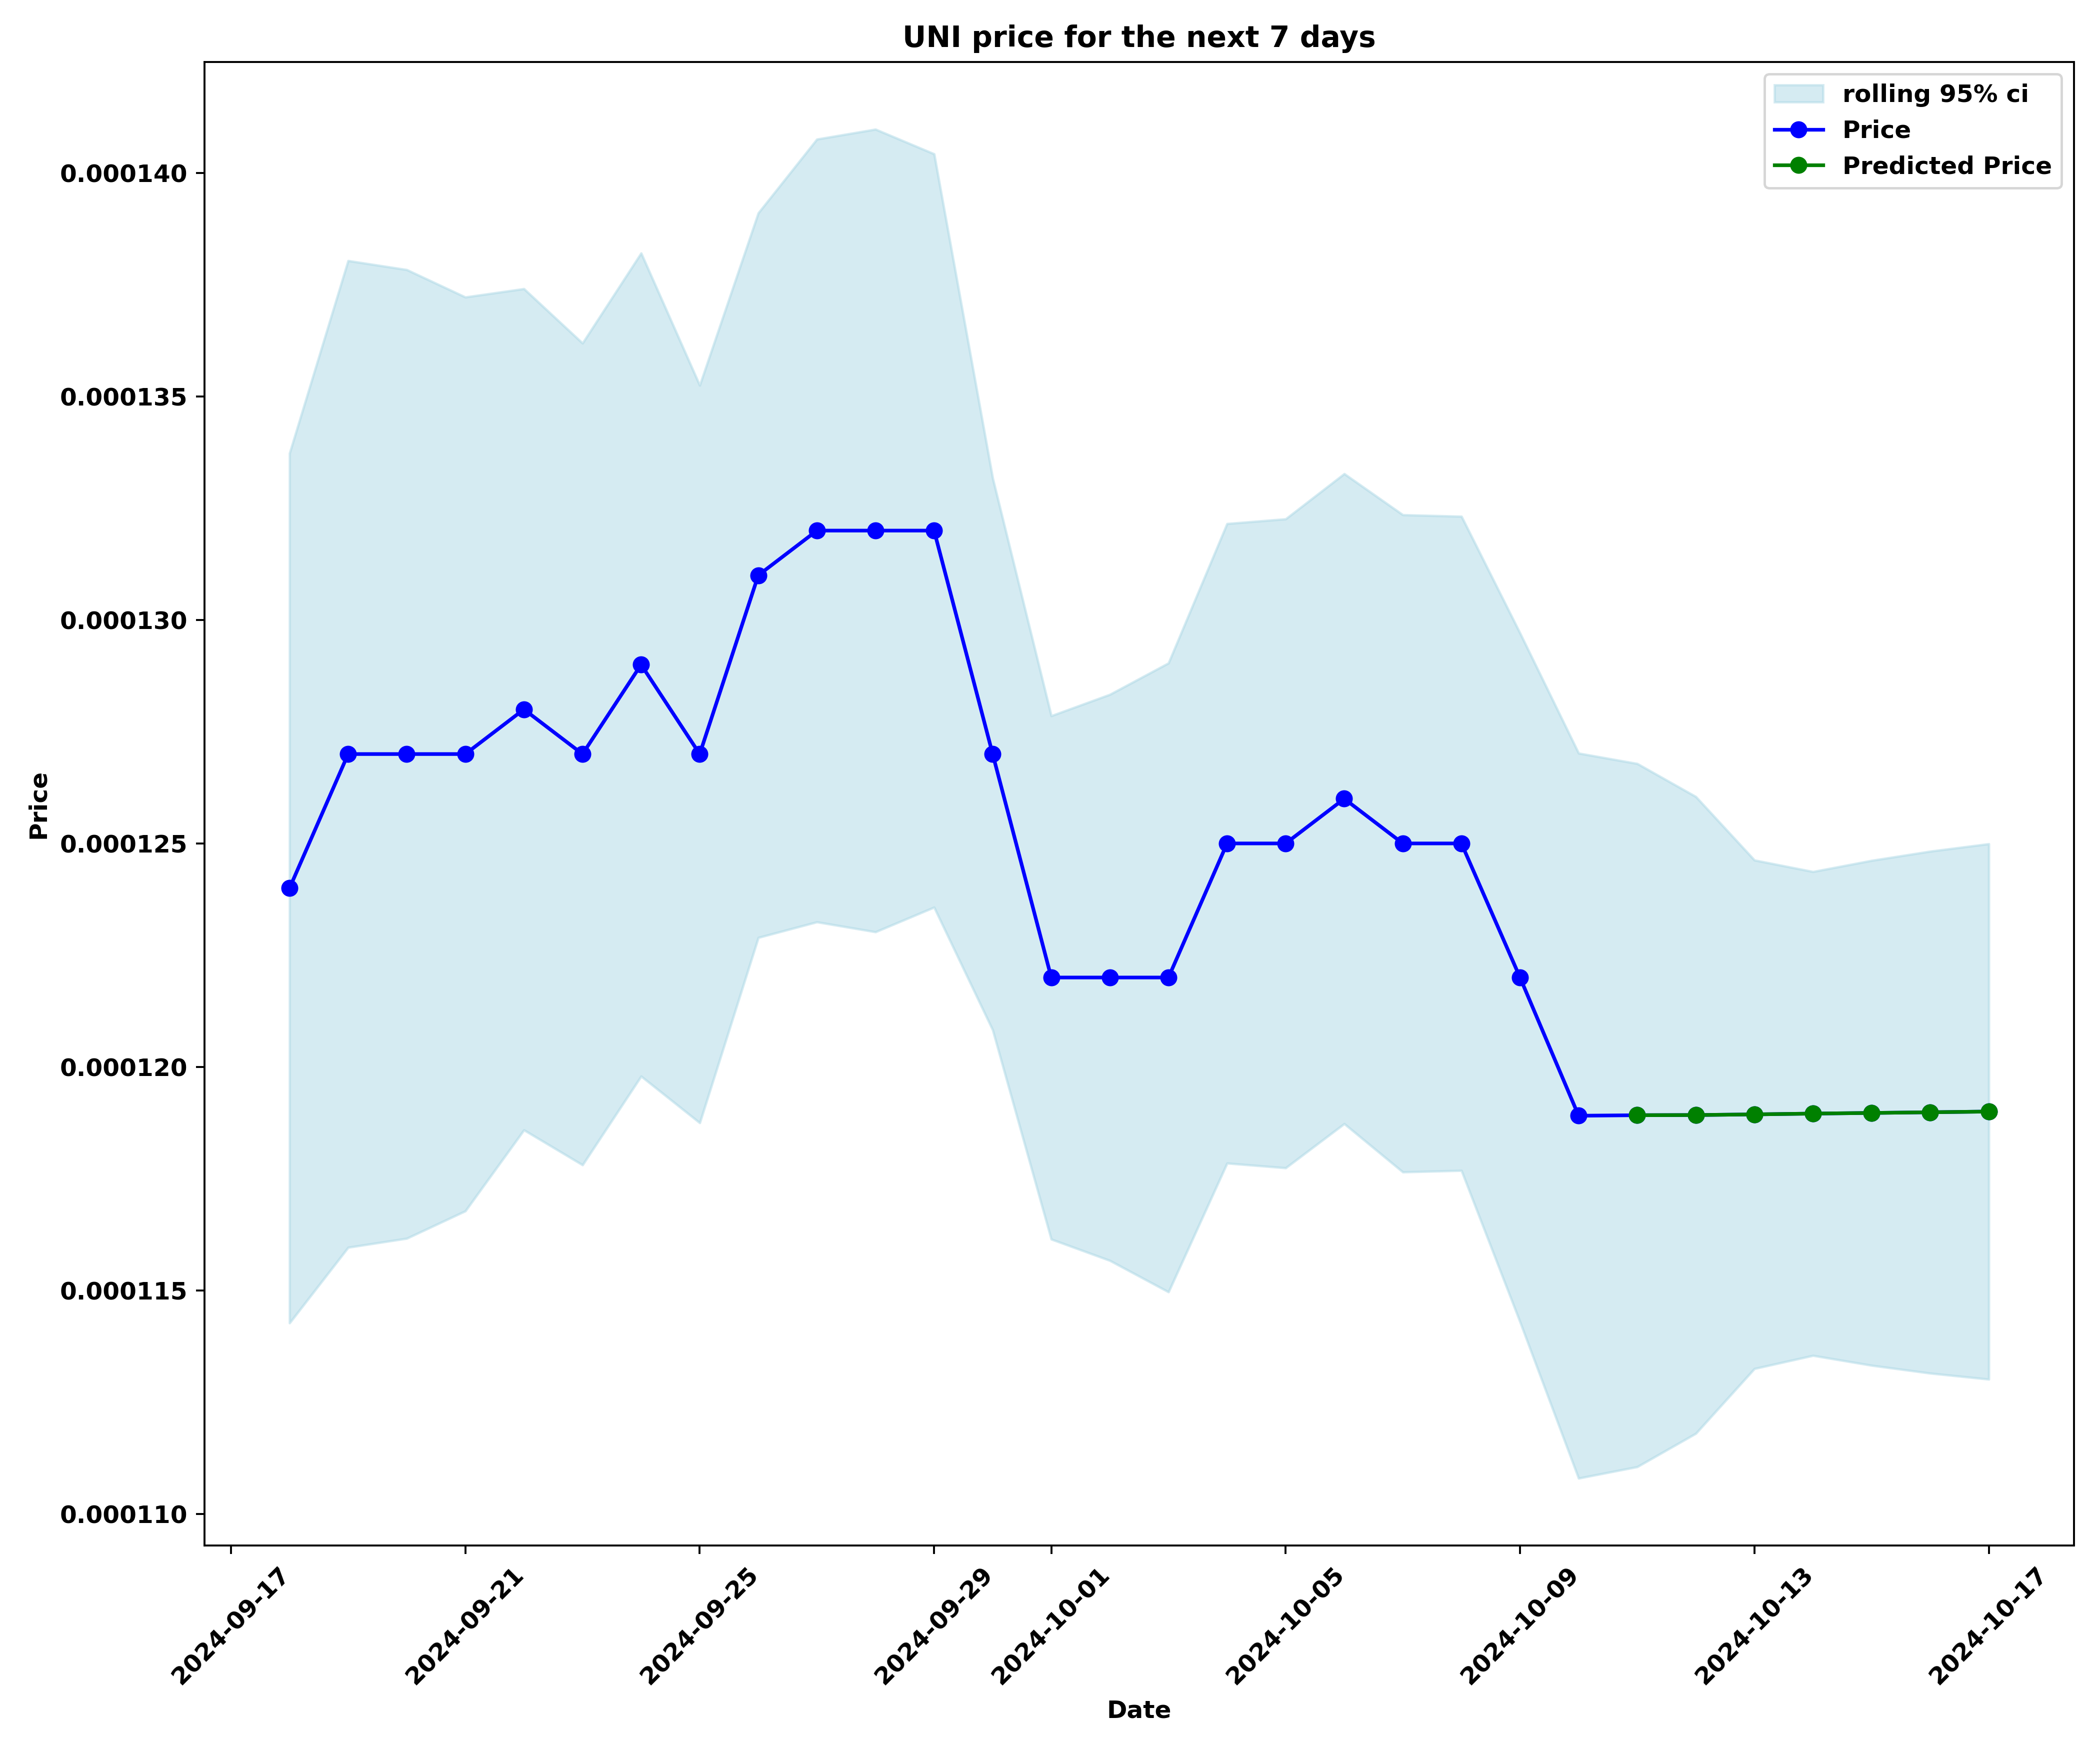 UNI price for the next 7 days
rolling 95% ci
Price
Predicted Price
0.000140
0.000135
0.000130
0.000125
0.000120
0.000115
0.000110
Price
2024-09-17
2024-09-21
2024-09-25
2024-09-29
2024-10-01
2024-10-05
2024-10-09
2024-10-13
2024-10-17
Date